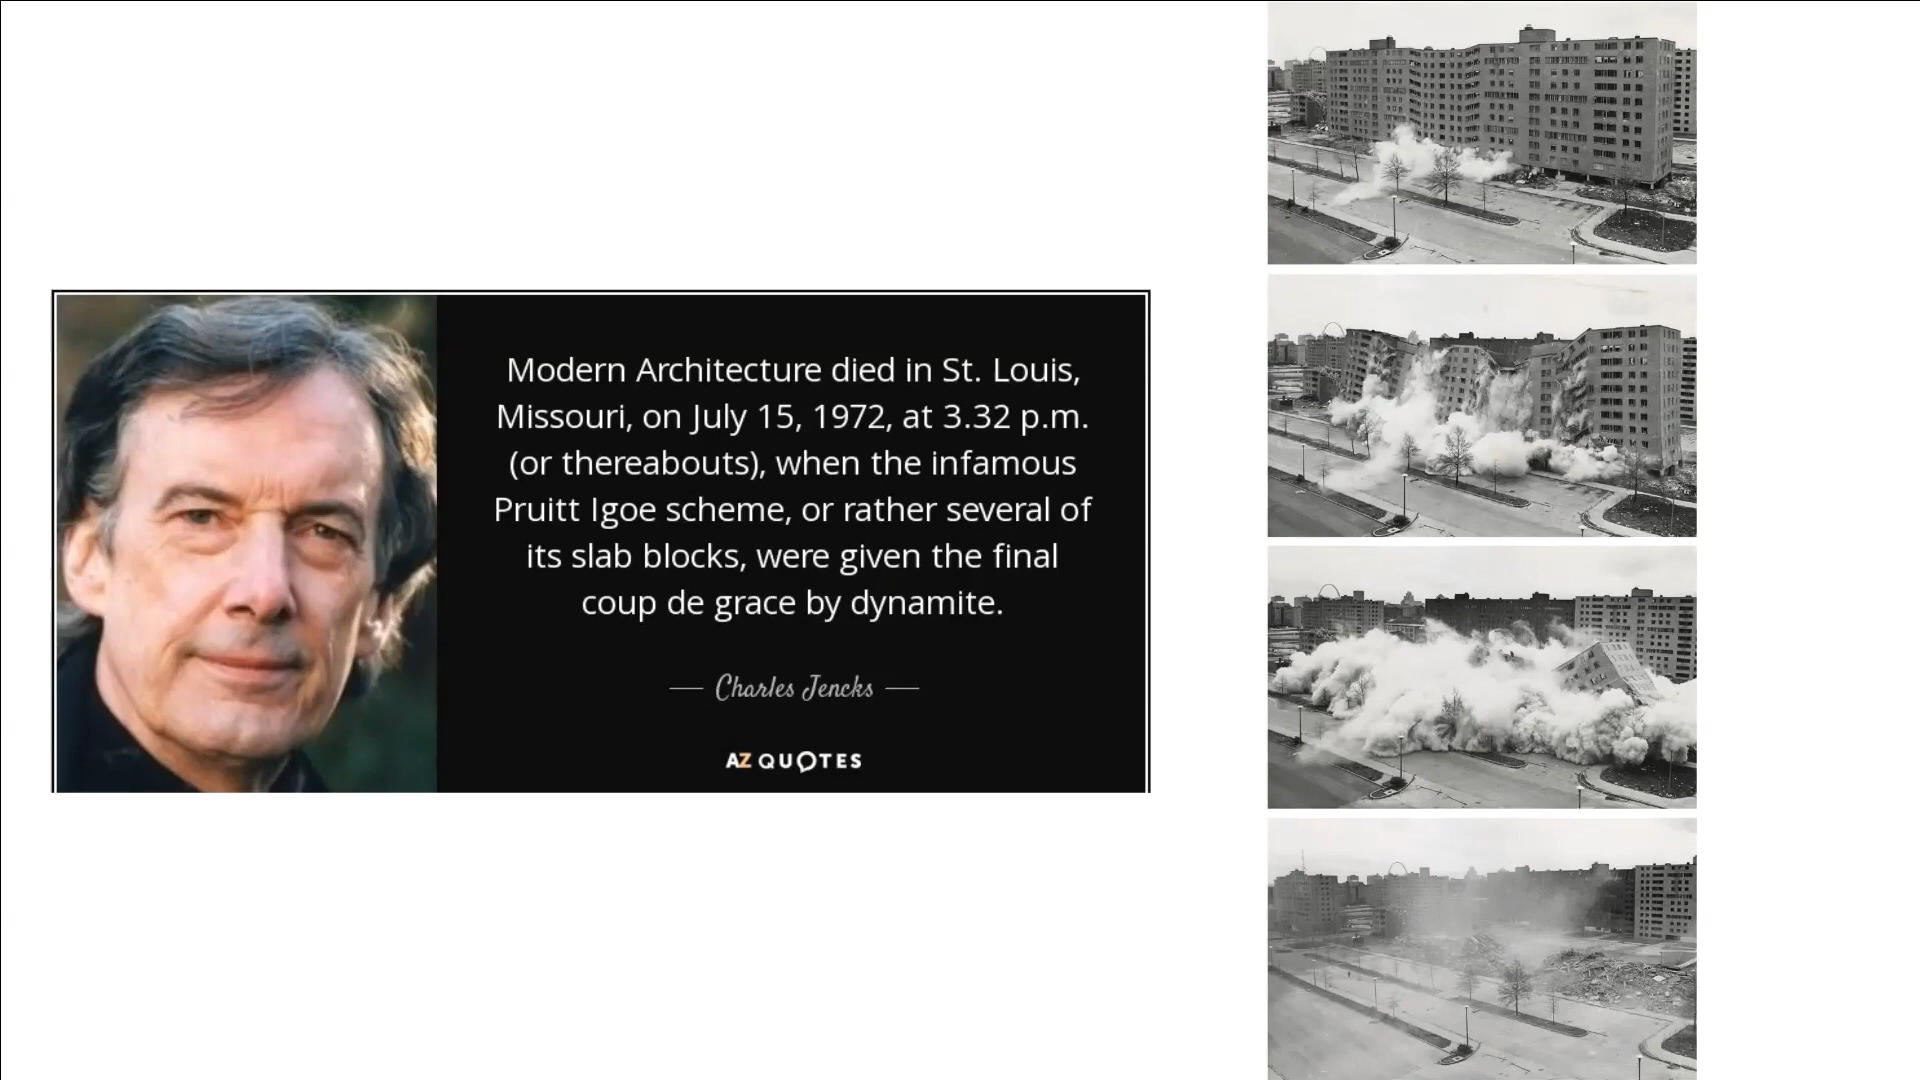 Modern Architecture died in St. Louis,
Missouri, on July 15, 1972, at 3.32 p.m.
(or thereabouts), when the infamous
Pruitt Igoe scheme, or rather several of
its slab blocks, were given the final
coup de grace by dynamite.
Charles Jencks
AZ QUOTES